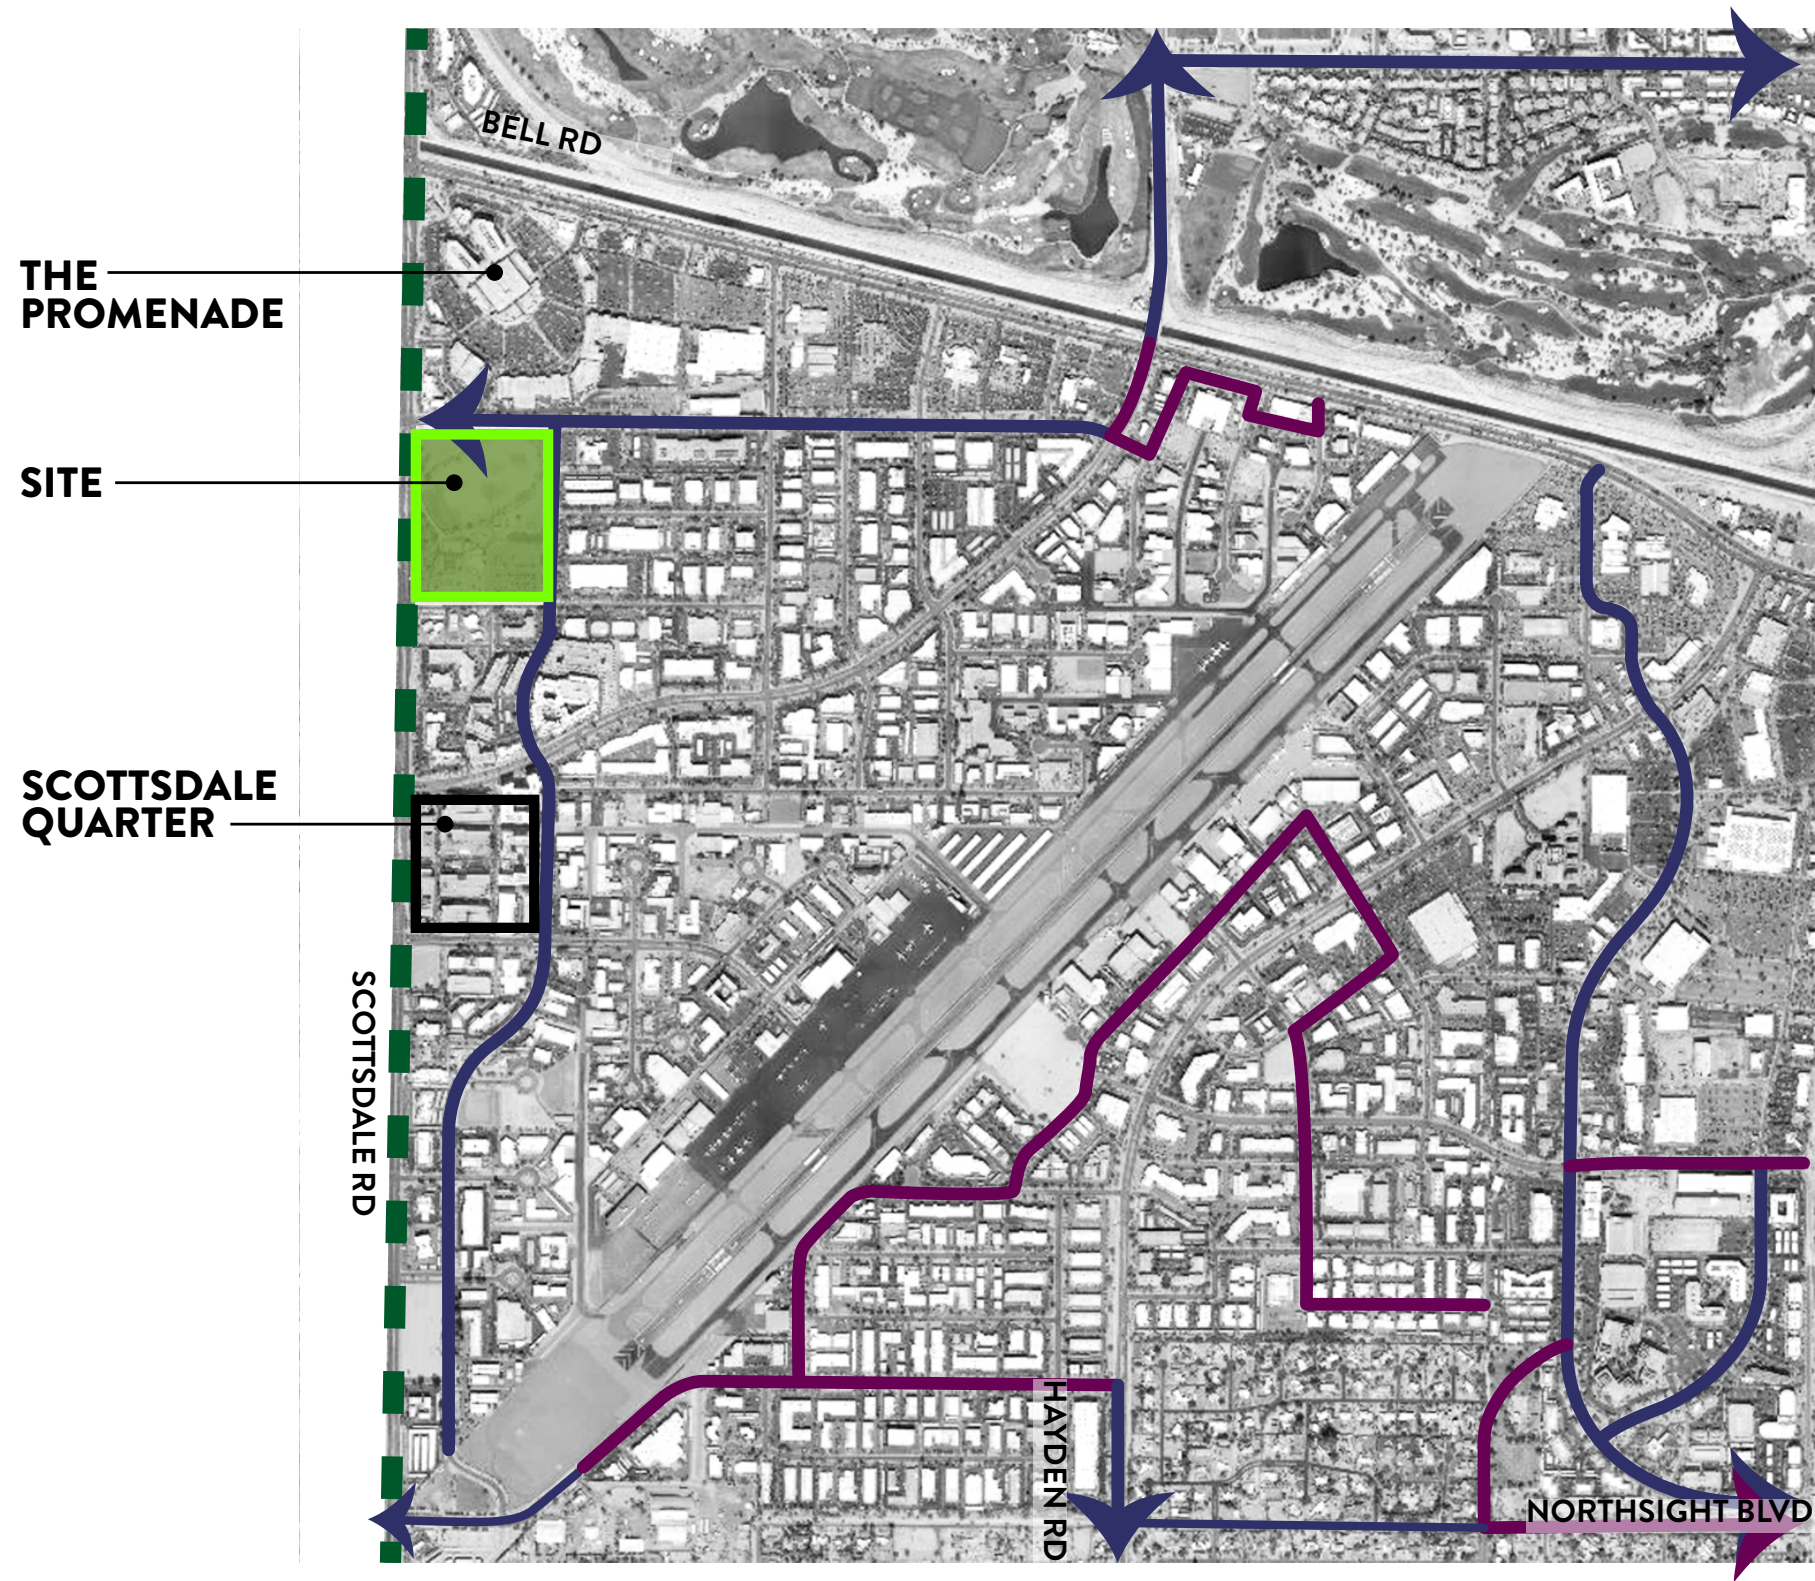 BELL RD
THE
PROMENADE
SITE
SCOTTSDALE
QUARTER
SCOTTSDALE RD
HAYDEN RD
NORTHSIGHT BLVD